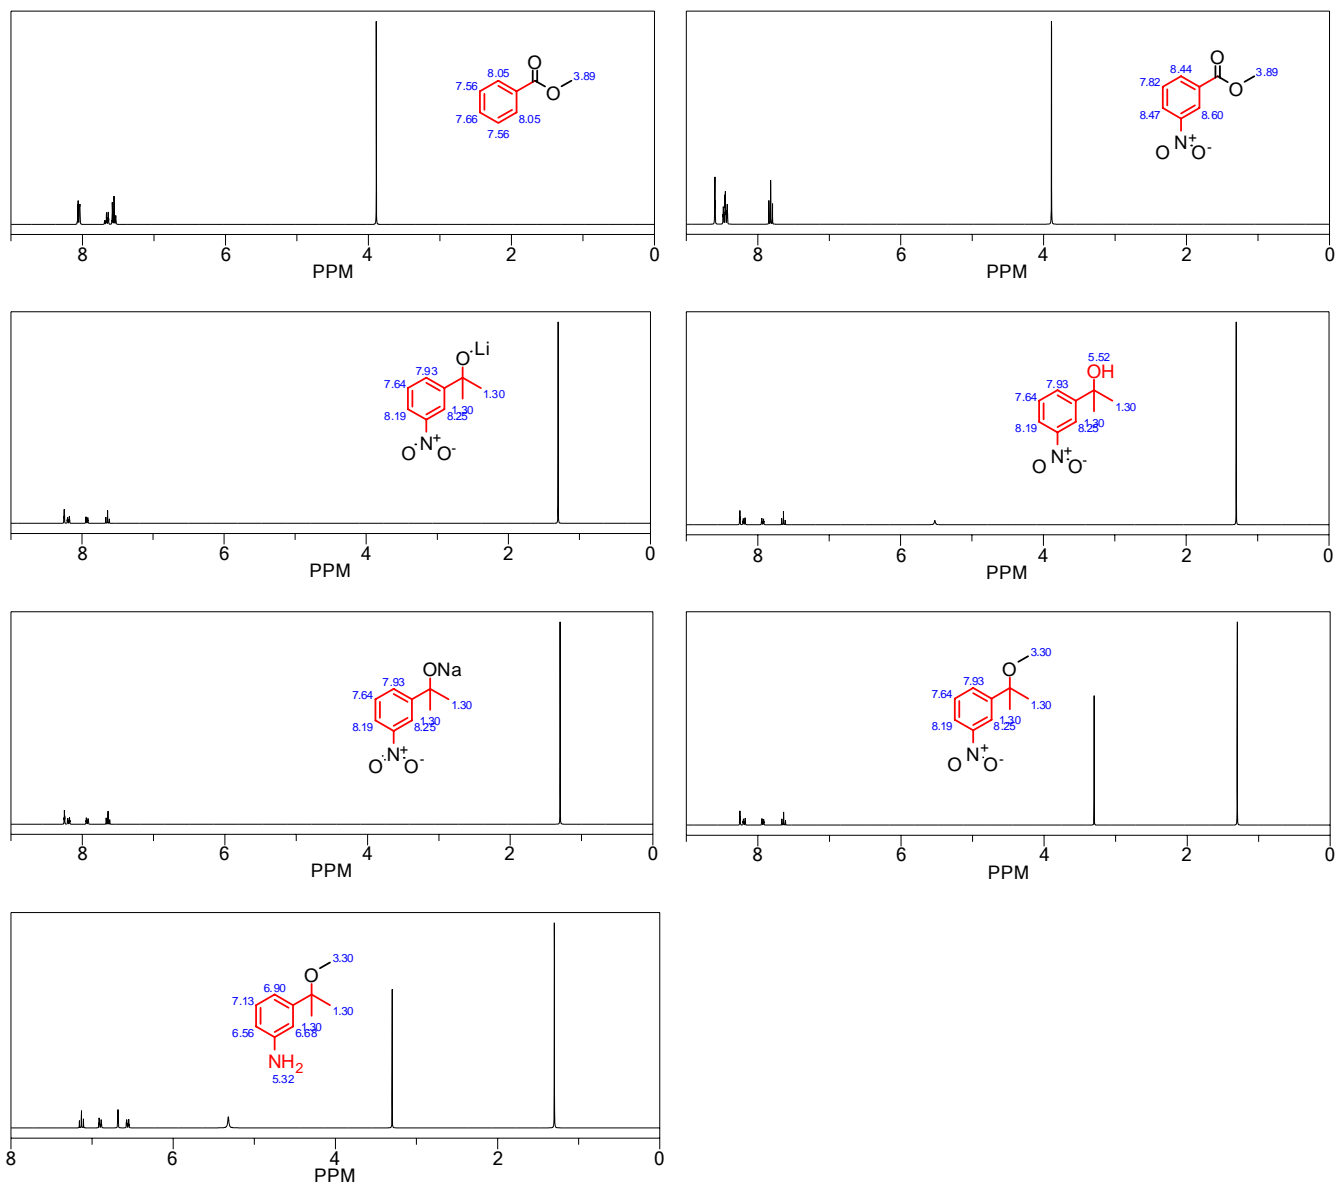 O
8.05
3.89
7.56
O
7.66
8.05
7.56
8 6 4 2 0
PPM
O
8.44
3.89
7.82
O
8.47
8.60
N+
O O-
8 6 4 2 0
PPM
O Li
7.93
7.64
1.30
1.30
8.19
8.25
N+
O O-
8 6 4 2 0
PPM
5.52
OH
7.93
7.64
1.30
1.30
8.19
8.25
N+
O O-
8 6 4 2 0
PPM
ONa
7.93
7.64
1.30
1.30
8.19
8.25
N+
O O-
8 6 4 2 0
PPM
3.30
O
7.93
7.64
1.30
1.30
8.19
8.25
N+
O O-
8 6 4 2 0
PPM
3.30
O
6.90
7.13
1.30
1.30
6.56
6.68
NH2
5.32
8 6 4 2 0
PPM